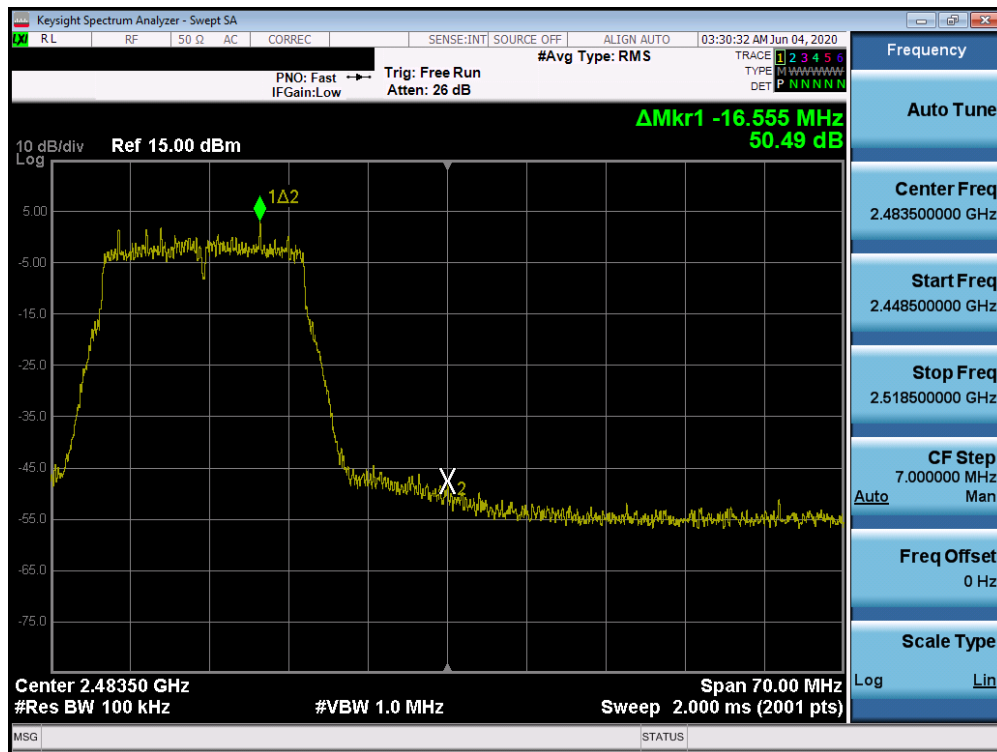 Keysight Spectrum Analyzer - Swept SA
LXI RL RF 50 Ω AC CORREC SENSE:INT SOURCE OFF ALIGN AUTO 03:30:32 AM Jun 04, 2020
PNO: Fast Trig: Free Run #Avg Type: RMS TRACE 1 2 3 4 5 6
IFGain:Low Atten: 26 dB TYPE M W W W W W
DET P N N N N N
ΔMkr1 -16.555 MHz
50.49 dB
10 dB/div Ref 15.00 dBm
Log
1Δ2
5.00
-5.00
-15.0
-25.0
-35.0
-45.0
X2
-55.0
-65.0
-75.0
Center 2.48350 GHz Span 70.00 MHz
#Res BW 100 kHz #VBW 1.0 MHz Sweep 2.000 ms (2001 pts)
MSG STATUS
Frequency
Auto Tune
Center Freq
2.483500000 GHz
Start Freq
2.448500000 GHz
Stop Freq
2.518500000 GHz
CF Step
7.000000 MHz
Auto Man
Freq Offset
0 Hz
Scale Type
Log Lin